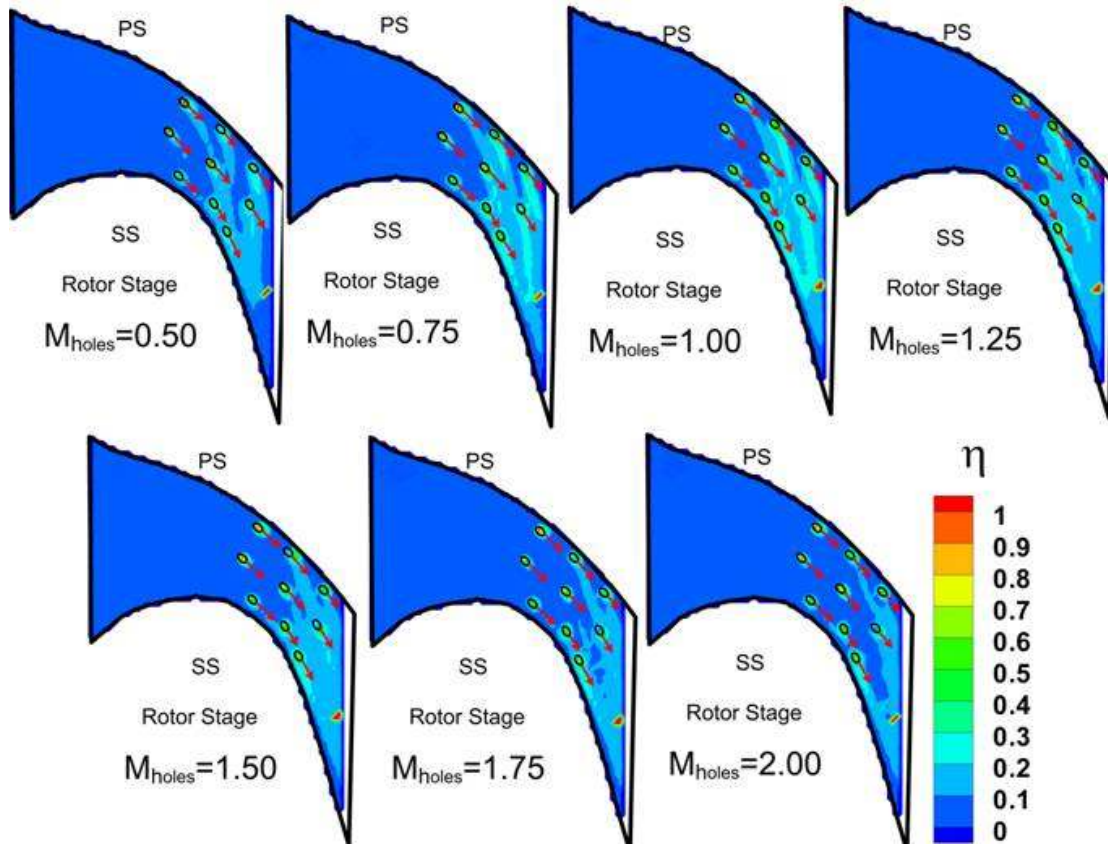 PS
PS
PS
PS
SS
SS
SS
SS
Rotor Stage
Rotor Stage
Rotor Stage
Rotor Stage
Mholes=0.50
Mholes=0.75
Mholes=1.00
Mholes=1.25
PS
PS
PS
η
SS
SS
SS
Rotor Stage
Rotor Stage
Rotor Stage
Mholes=1.50
Mholes=1.75
Mholes=2.00
1
0.9
0.8
0.7
0.6
0.5
0.4
0.3
0.2
0.1
0